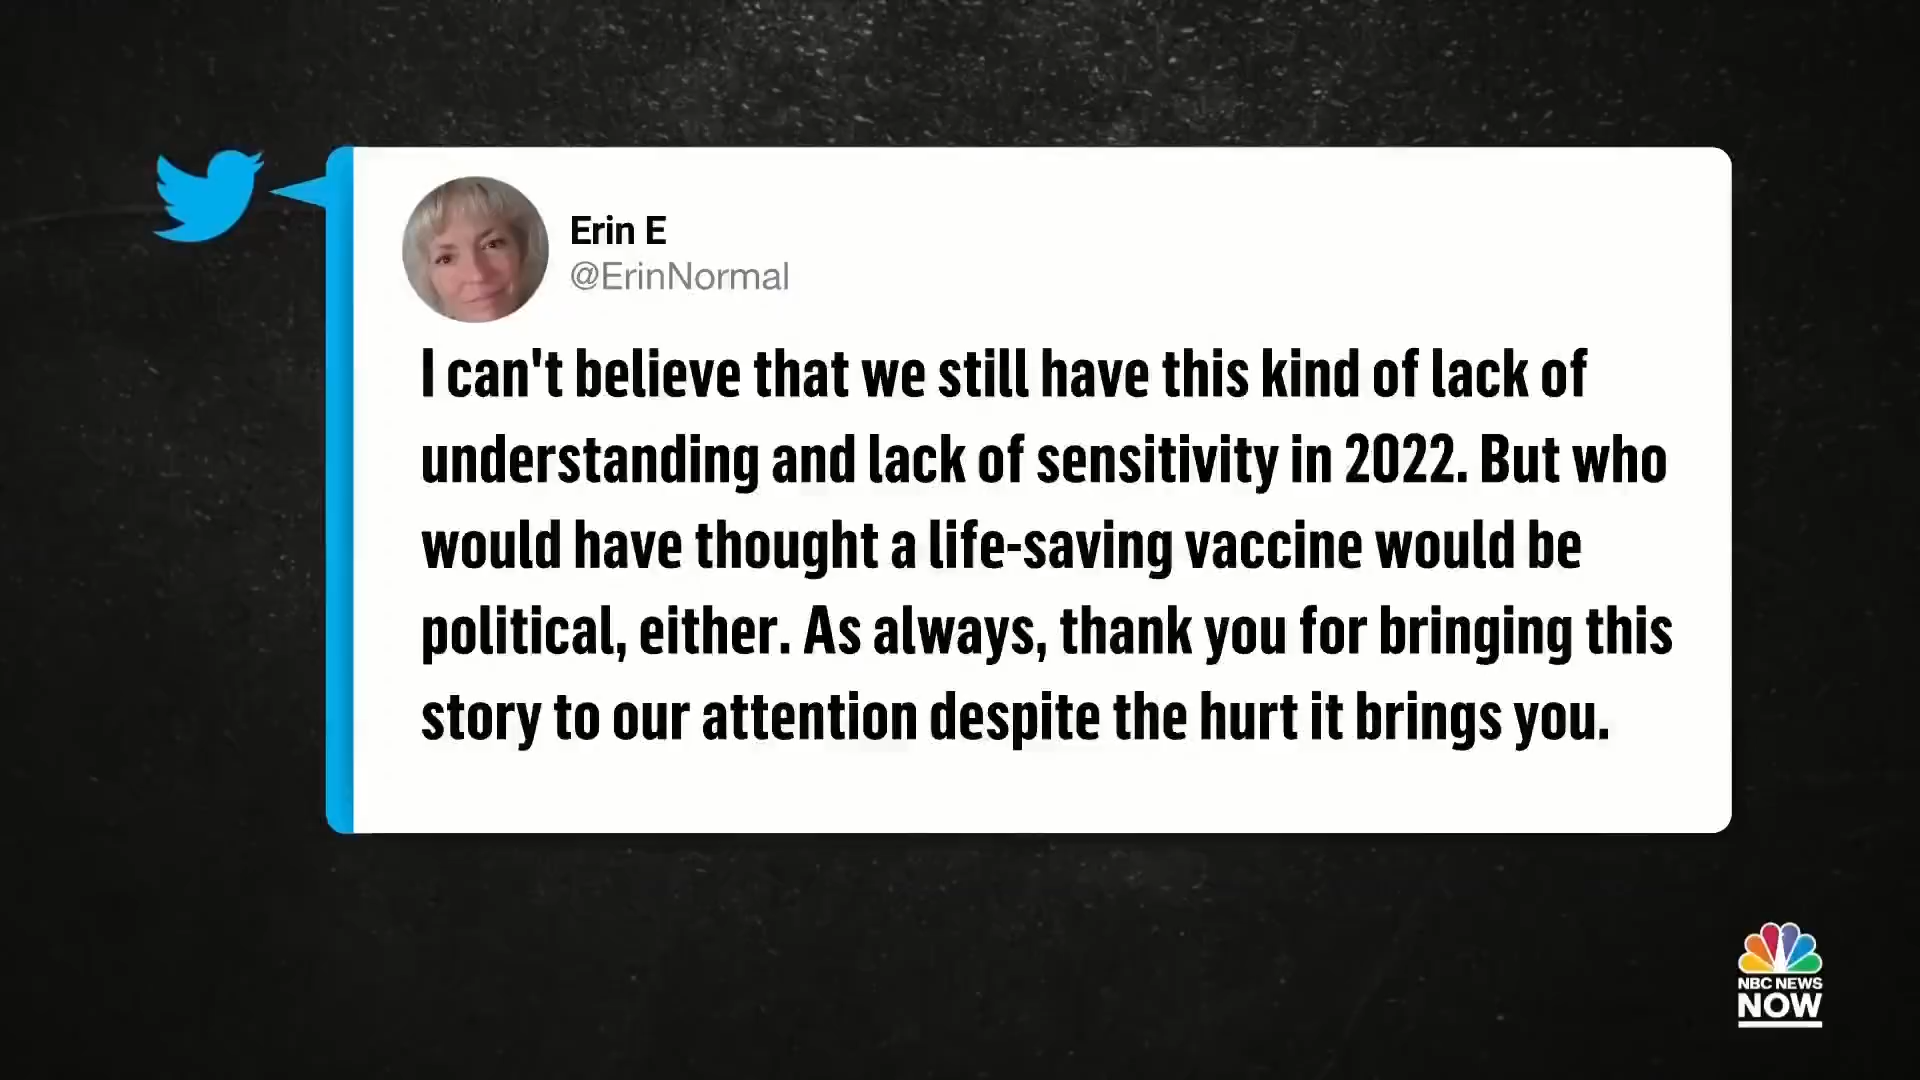 Erin E
@ErinNormal
I can't believe that we still have this kind of lack of
understanding and lack of sensitivity in 2022. But who
would have thought a life-saving vaccine would be
political, either. As always, thank you for bringing this
story to our attention despite the hurt it brings you.
NBC NEWS
NOW